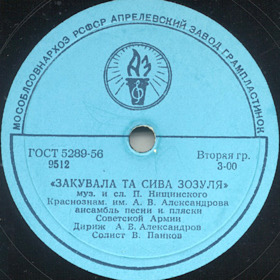 МОСОБЛСОВНАРХОЗ РСФСР АПРЕЛЕВСКИЙ ЗАВОД ГРАМПЛАСТИНОК
АЗ
ГОСТ 5289-56
Вторая гр.
9512
3-00
«ЗАКУВАЛА ТА СИВА ЗОЗУЛЯ»
муз. и сл. П. Нищинского
Краснознам. им. А. В. Александрова
ансамбль песни и пляски
Советской Армии
Дириж А. В. Александров
Солист В. Панков